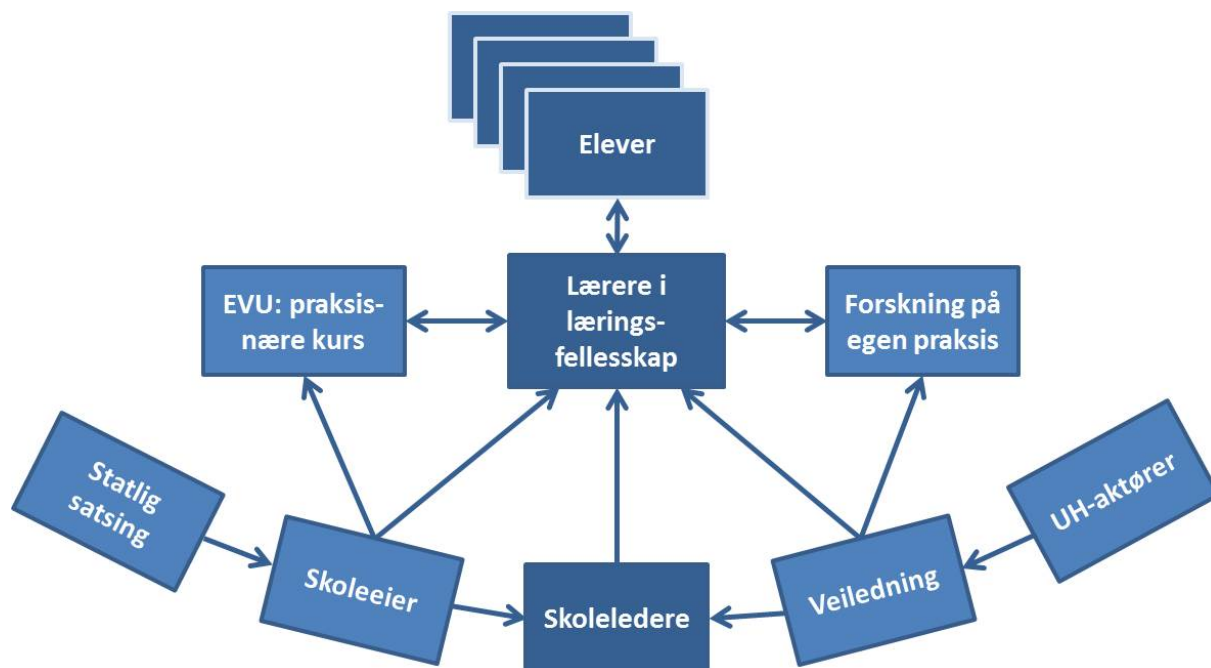 Elever
EVU: praksis-
nære kurs
Lærere i
lærings-
fellesskap
Forskning på
egen praksis
Statlig
satsing
Skoleeier
Skoleledere
Veiledning
UH-aktører